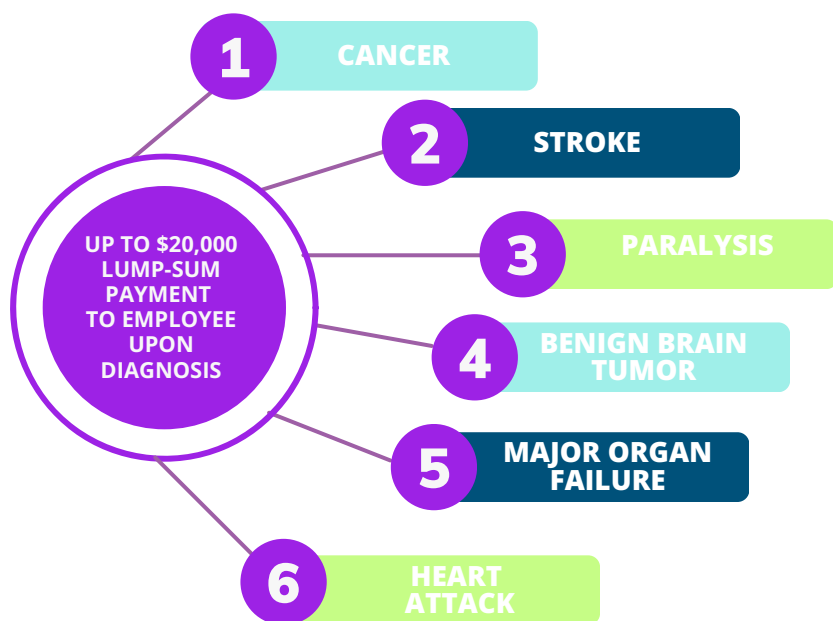 1
CANCER
2
STROKE
3
PARALYSIS
UP TO $20,000
LUMP-SUM
PAYMENT
TO EMPLOYEE
UPON
DIAGNOSIS
4
BENIGN BRAIN
TUMOR
5
MAJOR ORGAN
FAILURE
6
HEART
ATTACK